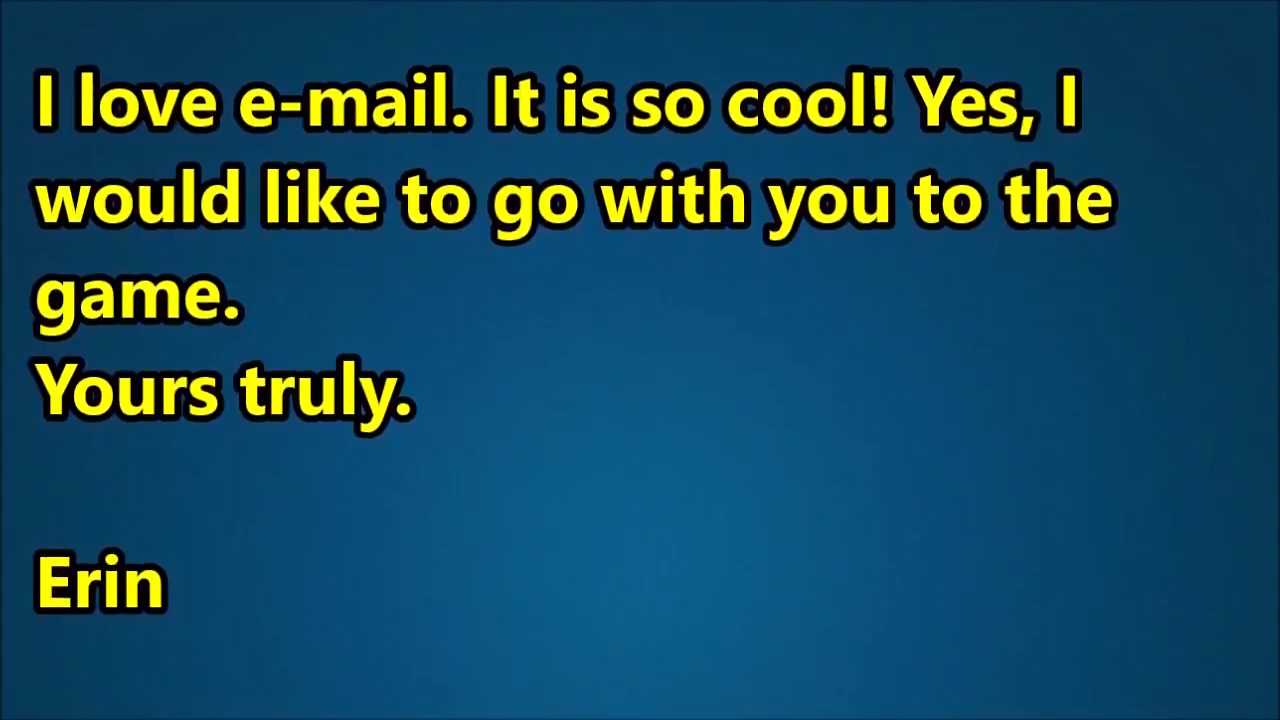 I love e-mail. It is so cool! Yes, I
would like to go with you to the
game.
Yours truly.
Erin